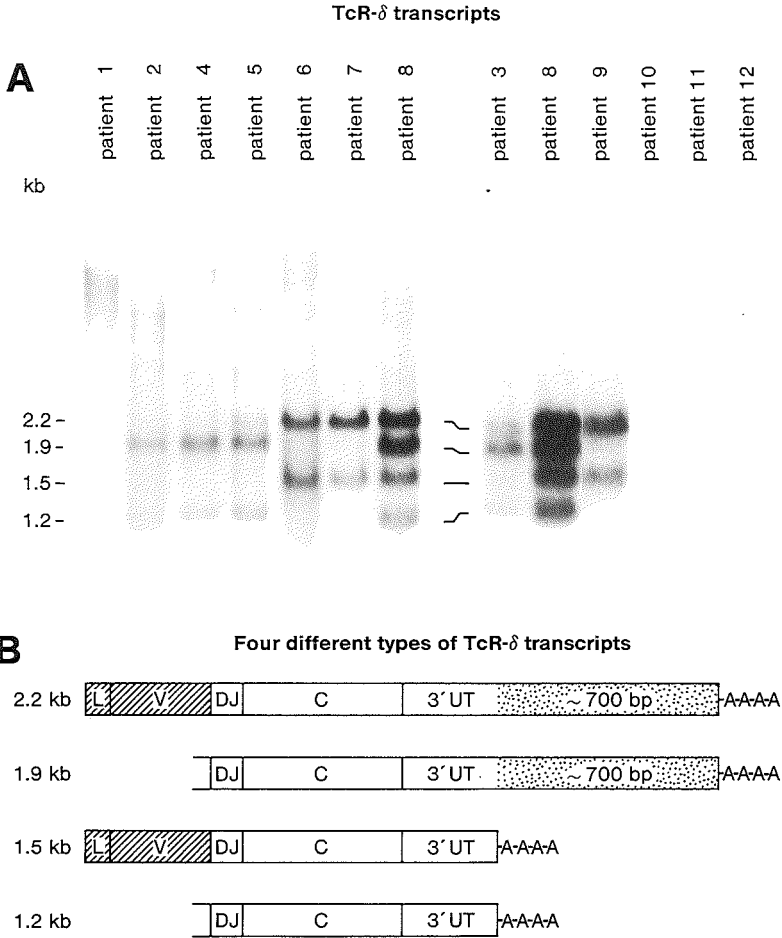 TcR-δ transcripts
A
patient 1
patient 2
patient 4
patient 5
patient 6
patient 7
patient 8
patient 3
patient 8
patient 9
patient 10
patient 11
patient 12
kb
2.2 –
1.9 –
1.5 –
1.2 –
B
Four different types of TcR-δ transcripts
2.2 kb L V DJ C 3´UT ~700 bp -A-A-A-A
1.9 kb DJ C 3´UT ~700 bp -A-A-A-A
1.5 kb L V DJ C 3´UT -A-A-A-A
1.2 kb DJ C 3´UT -A-A-A-A